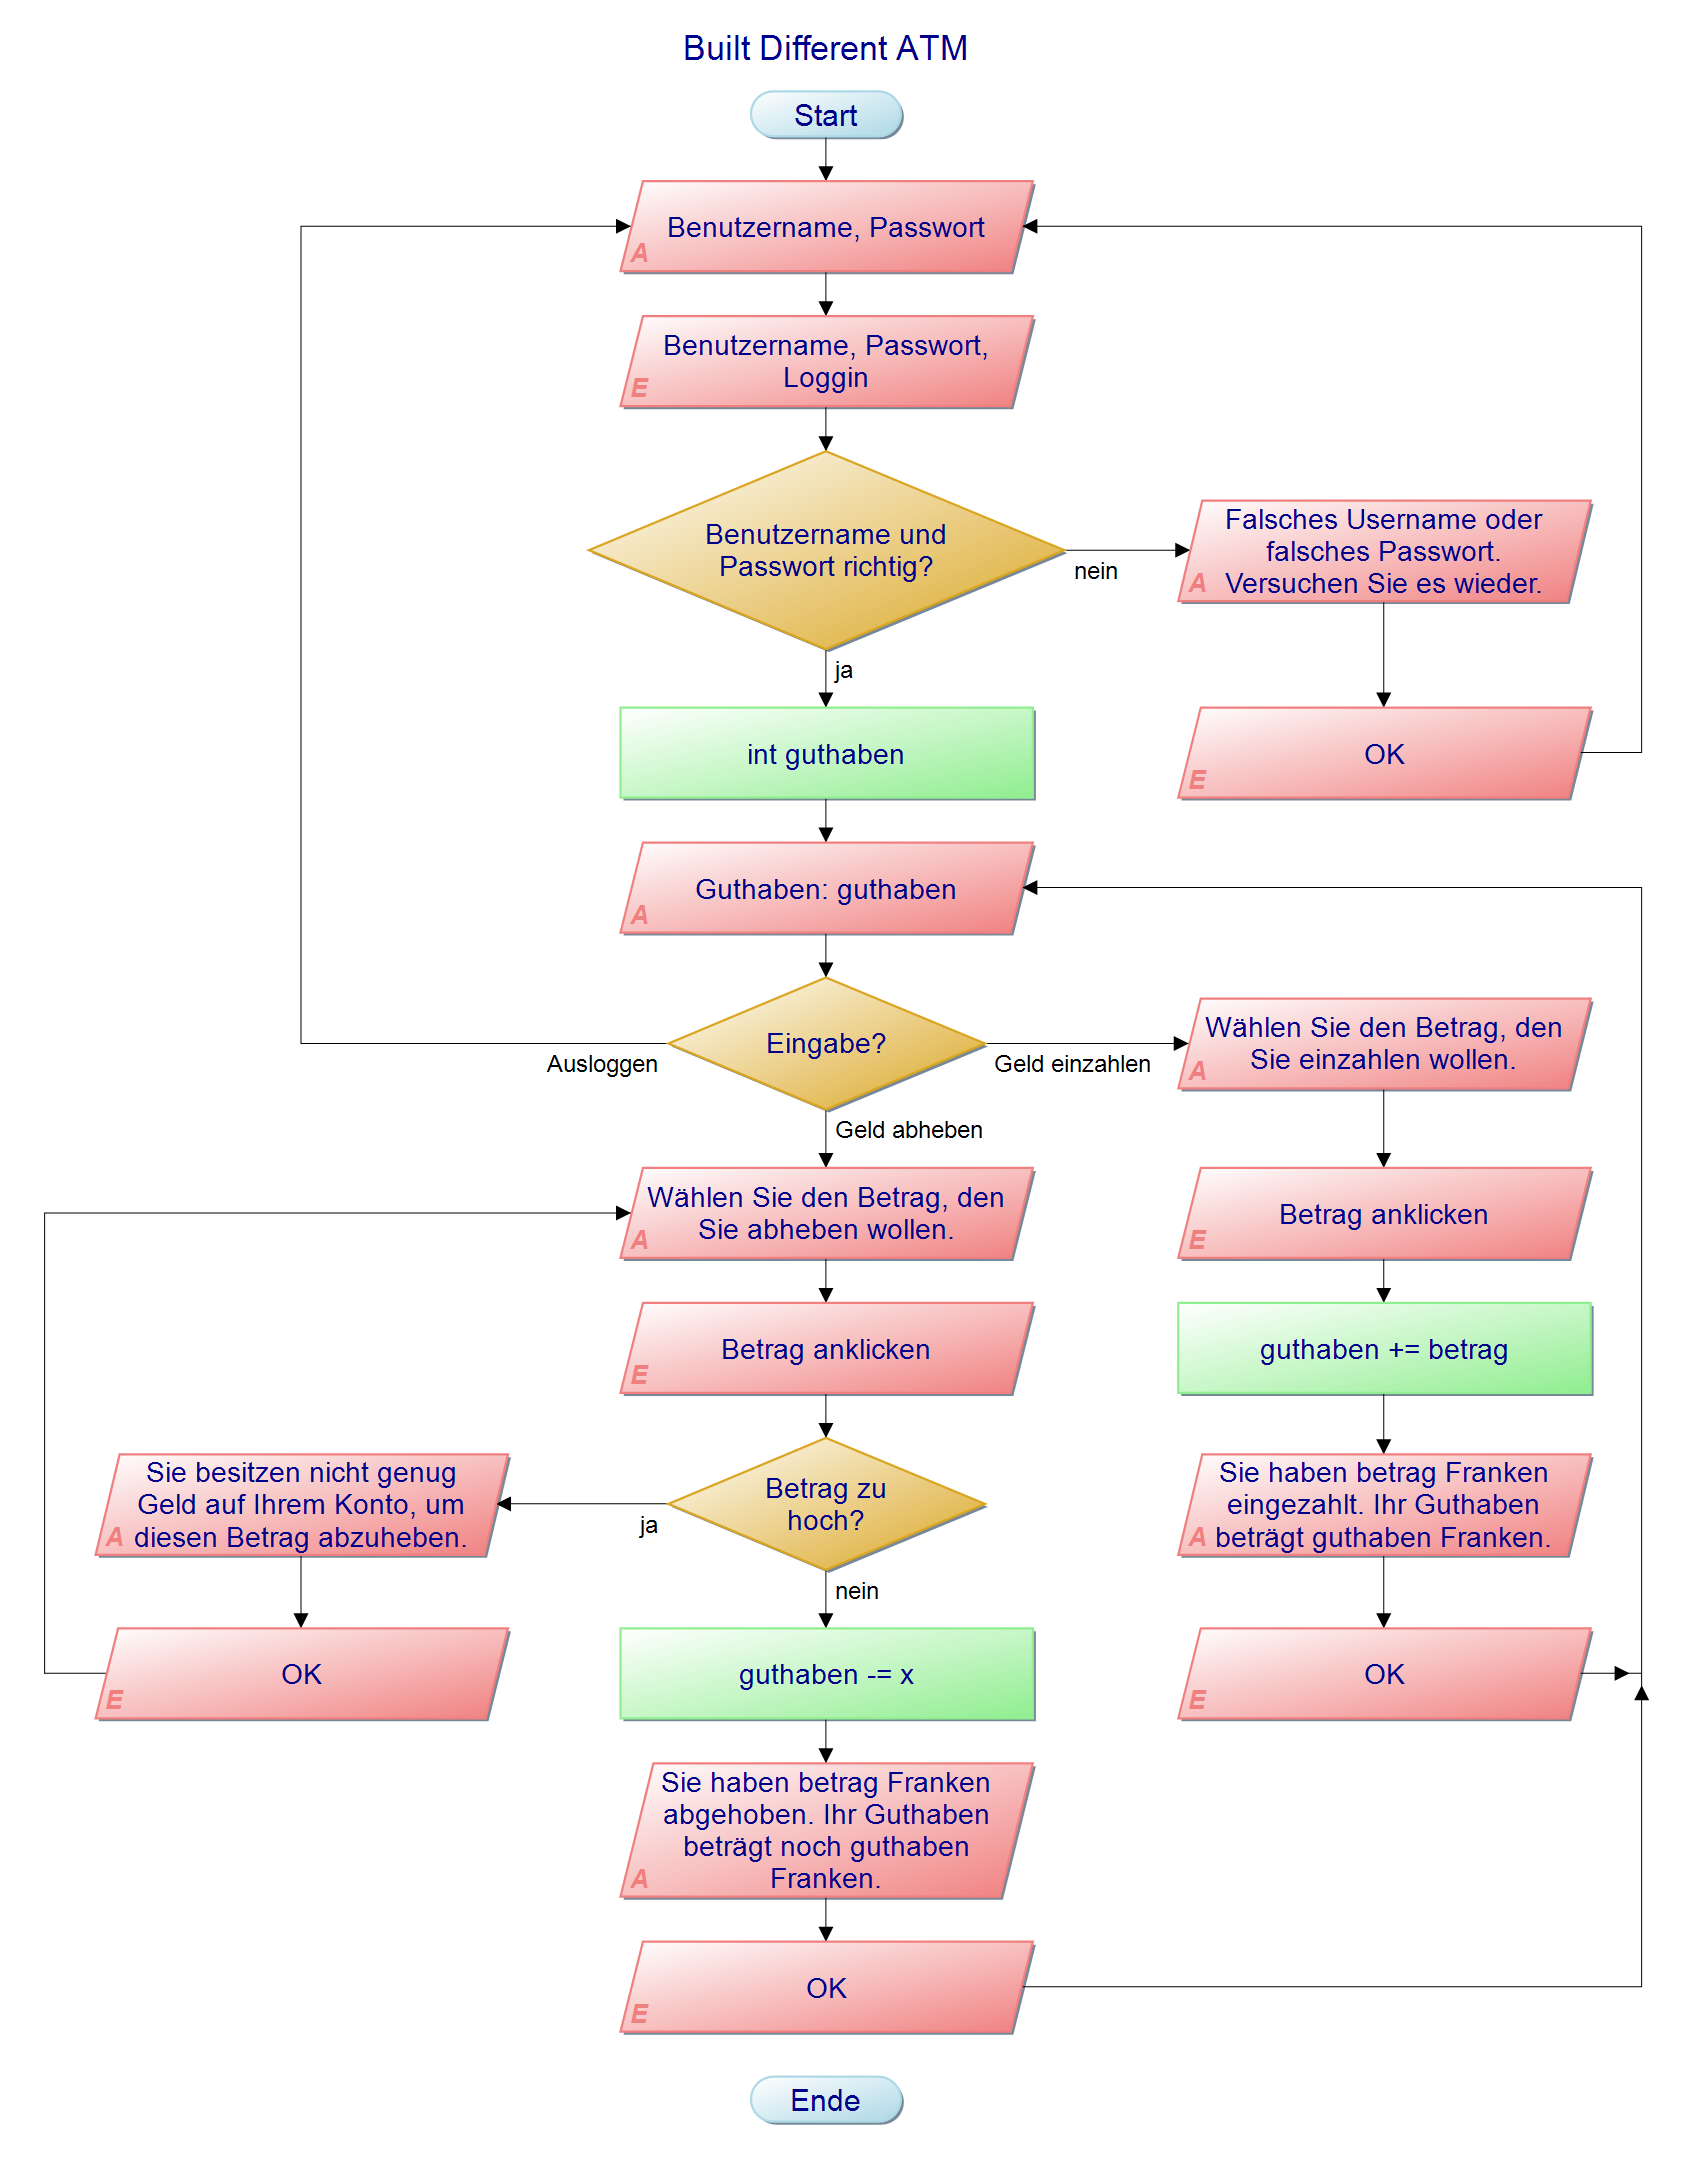 Built Different ATM
Start
Benutzername, Passwort
A
Benutzername, Passwort,
Loggin
E
Benutzername und
Passwort richtig?
nein
ja
Falsches Username oder
falsches Passwort.
Versuchen Sie es wieder.
A
int guthaben
OK
E
Guthaben: guthaben
A
Eingabe?
Ausloggen
Geld einzahlen
Geld abheben
Wählen Sie den Betrag, den
Sie einzahlen wollen.
A
Wählen Sie den Betrag, den
Sie abheben wollen.
A
Betrag anklicken
E
Betrag anklicken
E
guthaben += betrag
Betrag zu
hoch?
ja
nein
Sie besitzen nicht genug
Geld auf Ihrem Konto, um
diesen Betrag abzuheben.
A
Sie haben betrag Franken
eingezahlt. Ihr Guthaben
beträgt guthaben Franken.
A
OK
E
guthaben -= x
OK
E
Sie haben betrag Franken
abgehoben. Ihr Guthaben
beträgt noch guthaben
Franken.
A
OK
E
Ende